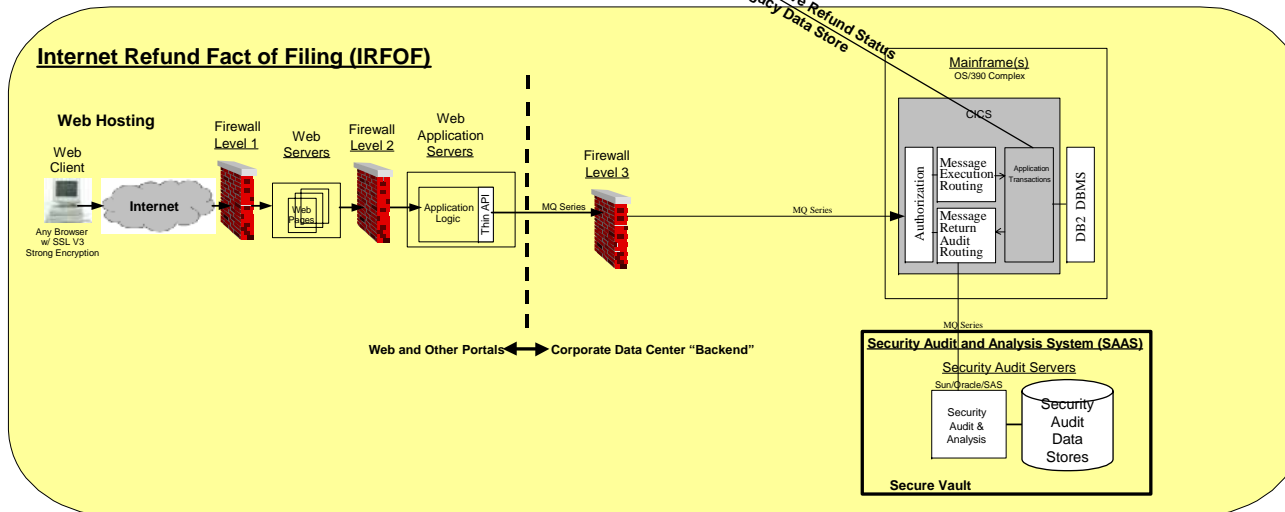 re Refund Status
gacy Data Store
Internet Refund Fact of Filing (IRFOF)
Mainframe(s)
OS/390 Complex
CICS
Web Hosting
Web
Client
Internet
Any Browser
w/ SSL V3
Strong Encryption
Firewall
Level 1
Web
Servers
Web
Pages
Firewall
Level 2
Web
Application
Servers
Application
Logic
Thin API
MQ Series
Firewall
Level 3
MQ Series
Authorization
Message
Execution
Routing
Message
Return
Audit
Routing
Application
Transactions
DB2 DBMS
Web and Other Portals
Corporate Data Center “Backend”
MQ Series
Security Audit and Analysis System (SAAS)
Security Audit Servers
Sun/Oracle/SAS
Security
Audit &
Analysis
Security
Audit
Data
Stores
Secure Vault